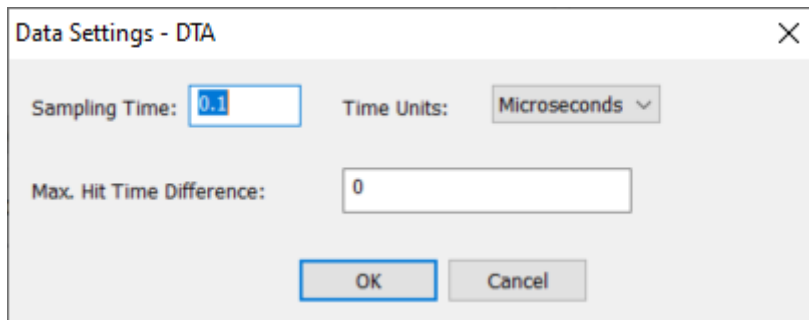 Data Settings - DTA
Sampling Time: 0.1 Time Units: Microseconds
Max. Hit Time Difference: 0
OK Cancel